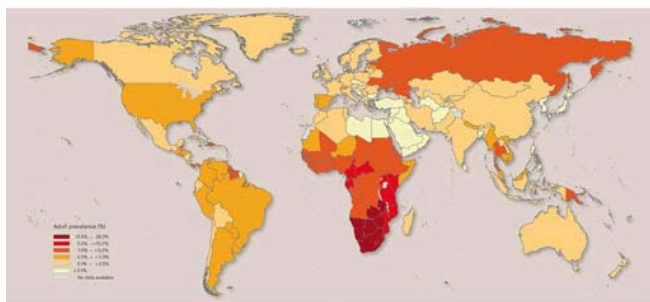 Adult prevalence (%)
15.0% – 28.0%
5.0% – <15.0%
1.0% – <5.0%
0.5% – <1.0%
0.1% – <0.5%
<0.1%
No data available